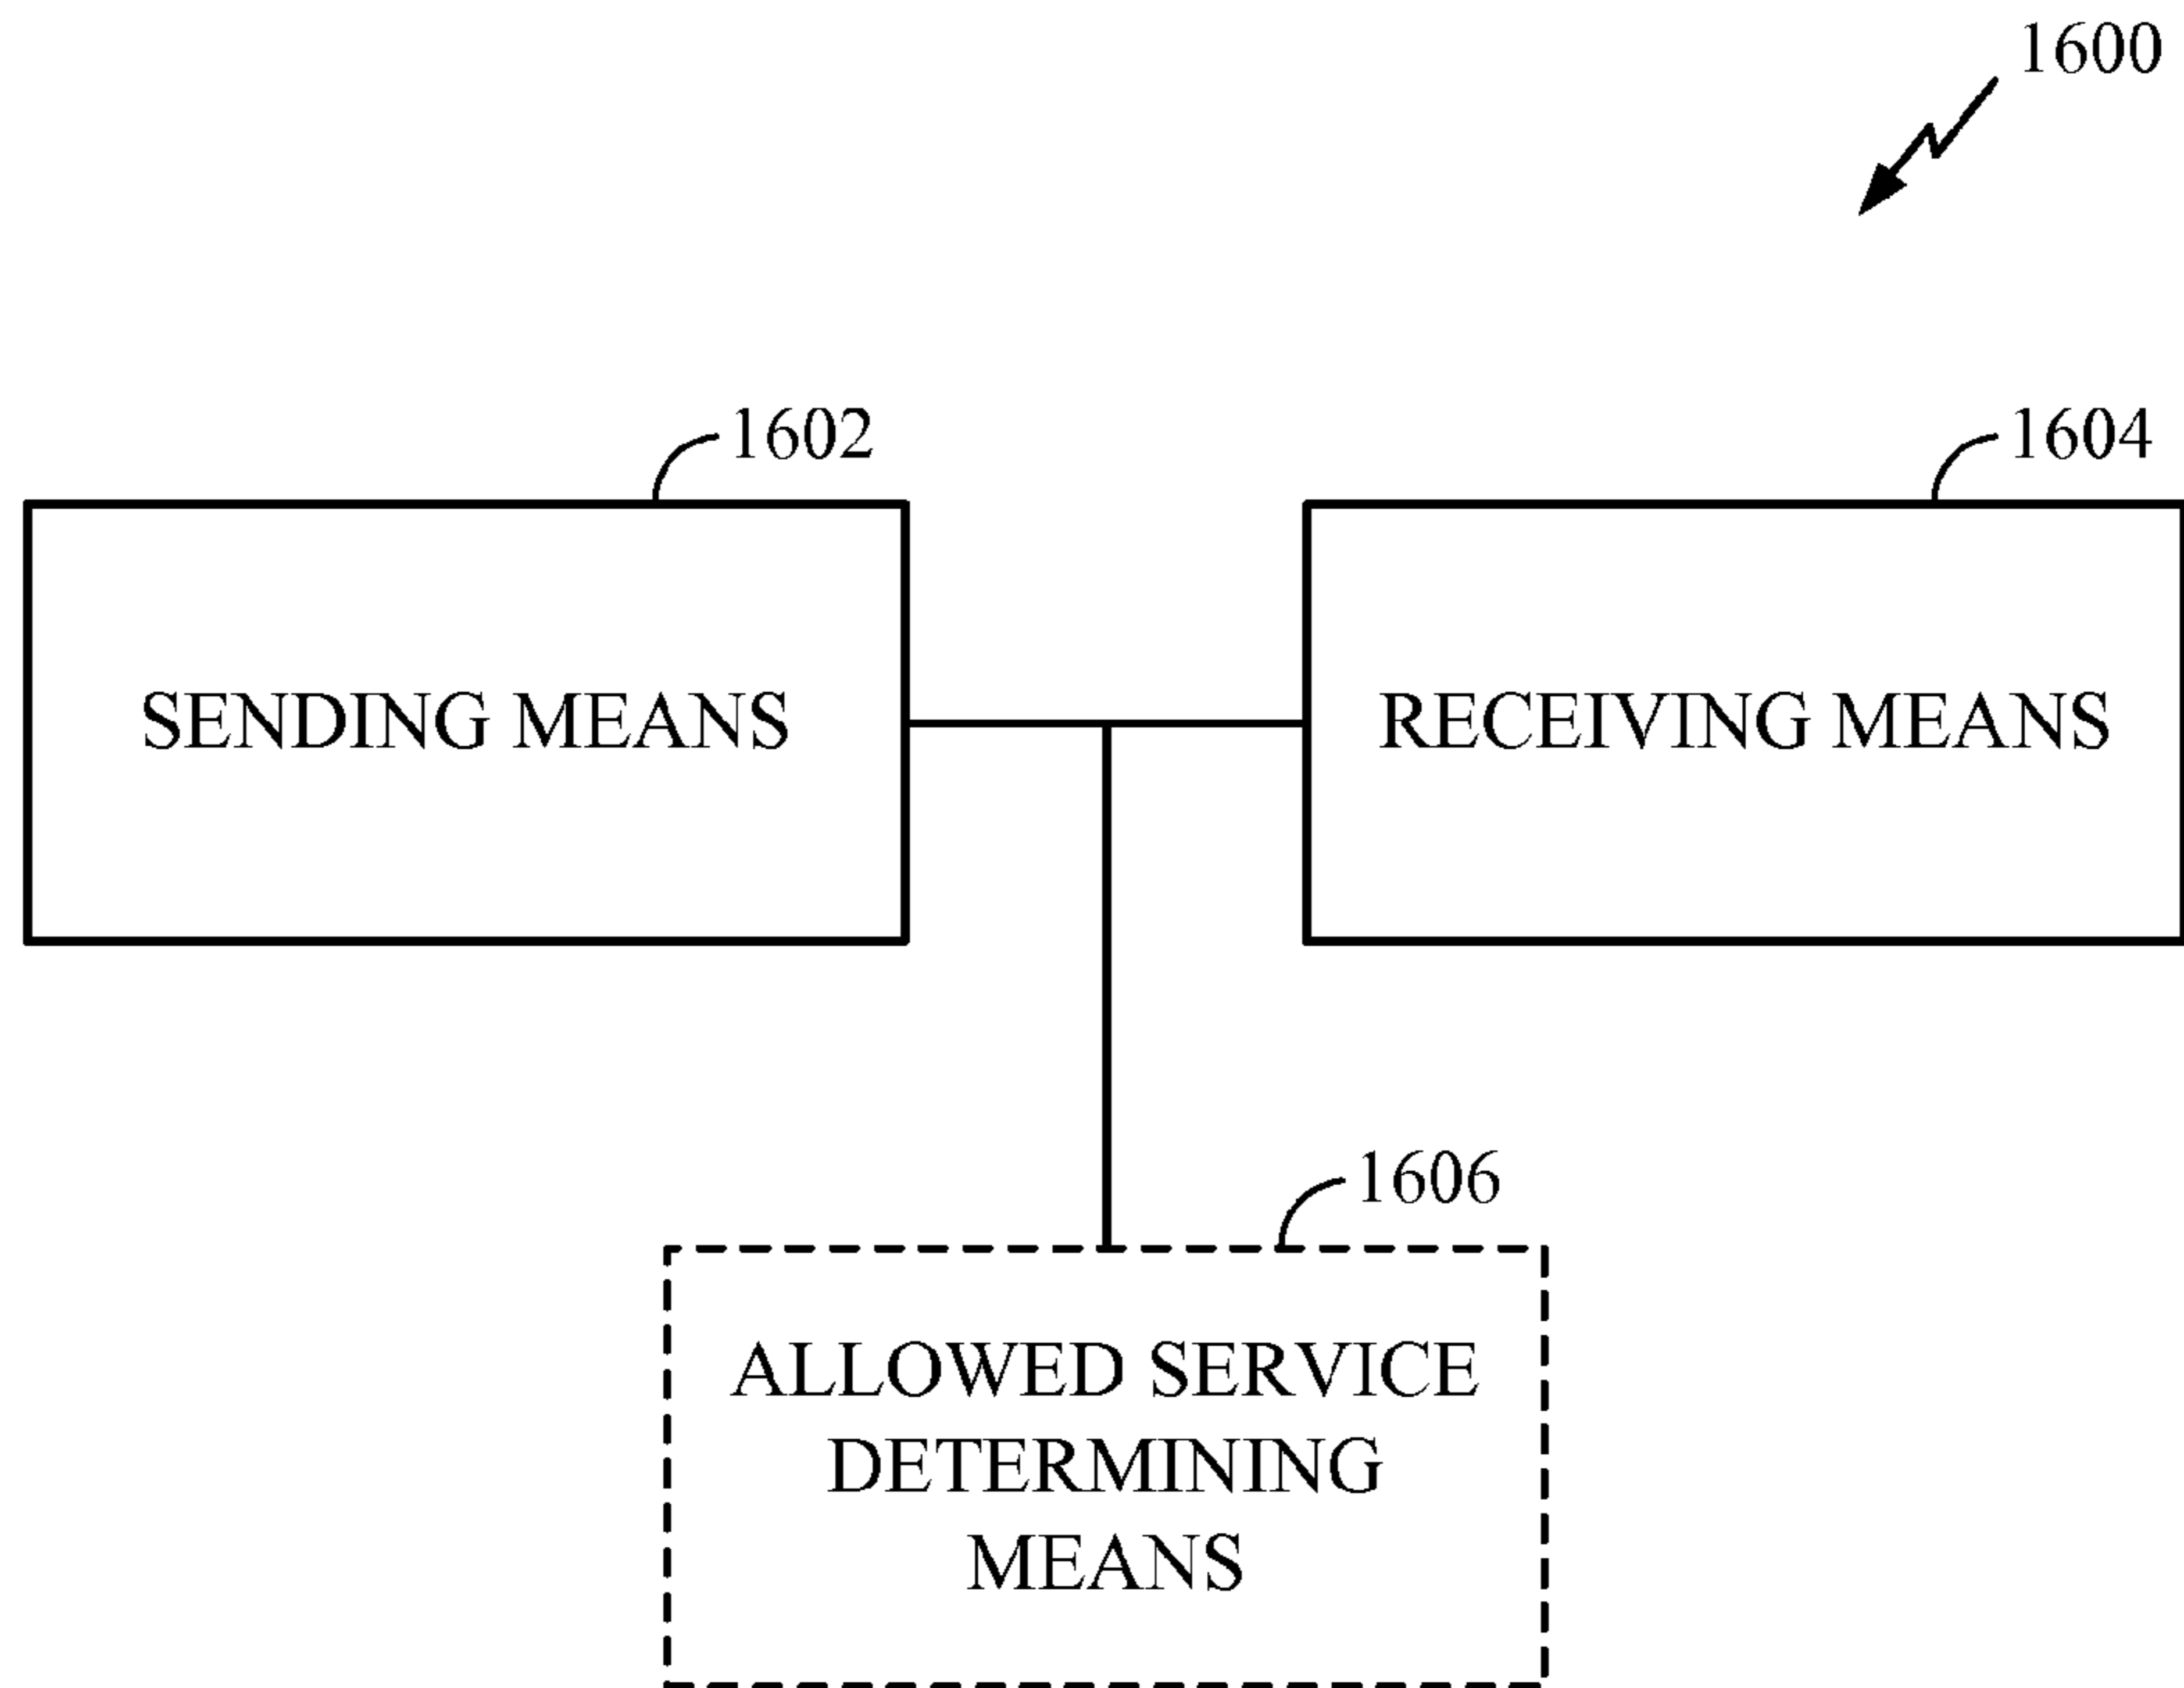 1600
1602
1604
SENDING MEANS
RECEIVING MEANS
1606
ALLOWED SERVICE
DETERMINING
MEANS